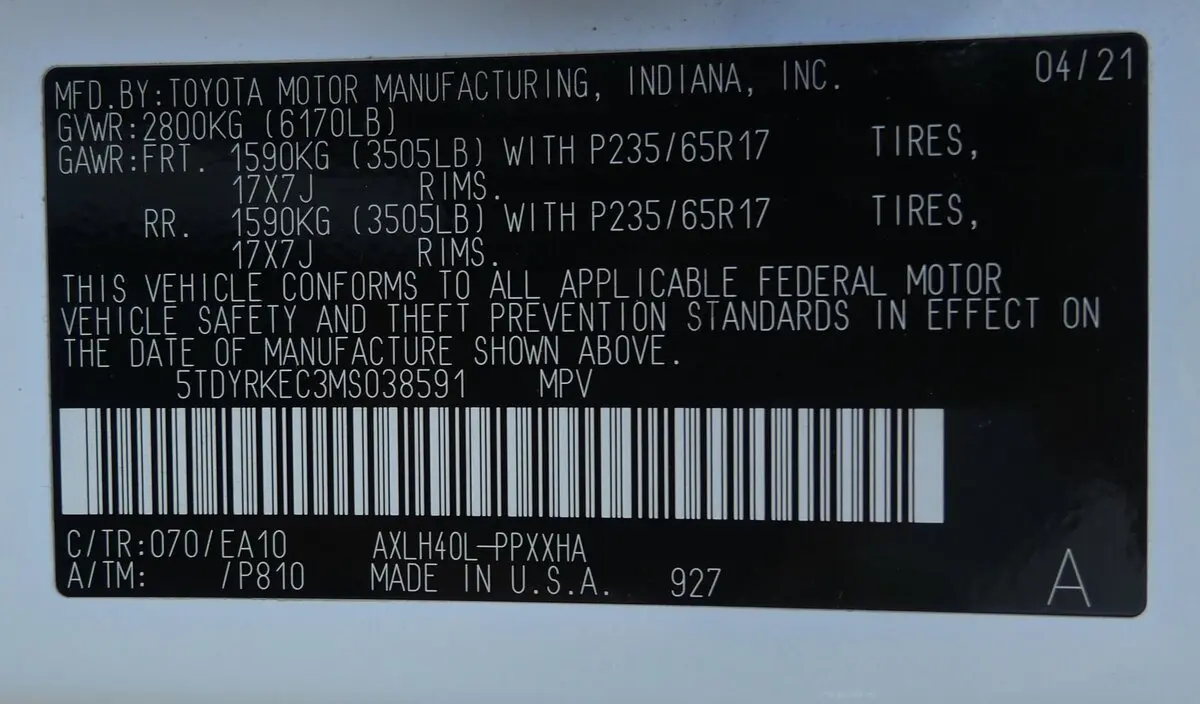 MFD.BY:TOYOTA MOTOR MANUFACTURING, INDIANA, INC. 04/21
GVWR:2800KG (6170LB)
GAWR:FRT. 1590KG (3505LB) WITH P235/65R17 TIRES,
17X7J RIMS.
RR. 1590KG (3505LB) WITH P235/65R17 TIRES,
17X7J RIMS.
THIS VEHICLE CONFORMS TO ALL APPLICABLE FEDERAL MOTOR
VEHICLE SAFETY AND THEFT PREVENTION STANDARDS IN EFFECT ON
THE DATE OF MANUFACTURE SHOWN ABOVE.
5TDYRKEC3MS038591 MPV
C/TR:070/EA10 AXLH40L-PPXXHA
A/TM: /P810 MADE IN U.S.A. 927 A